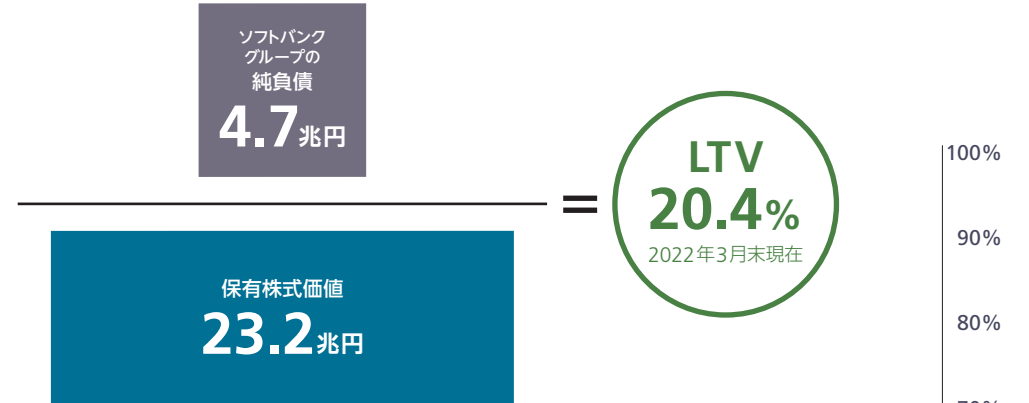 ソフトバンク
グループの
純負債
4.7兆円
=
LTV
20.4%
2022年3月末現在
保有株式価値
23.2兆円
100%
90%
80%